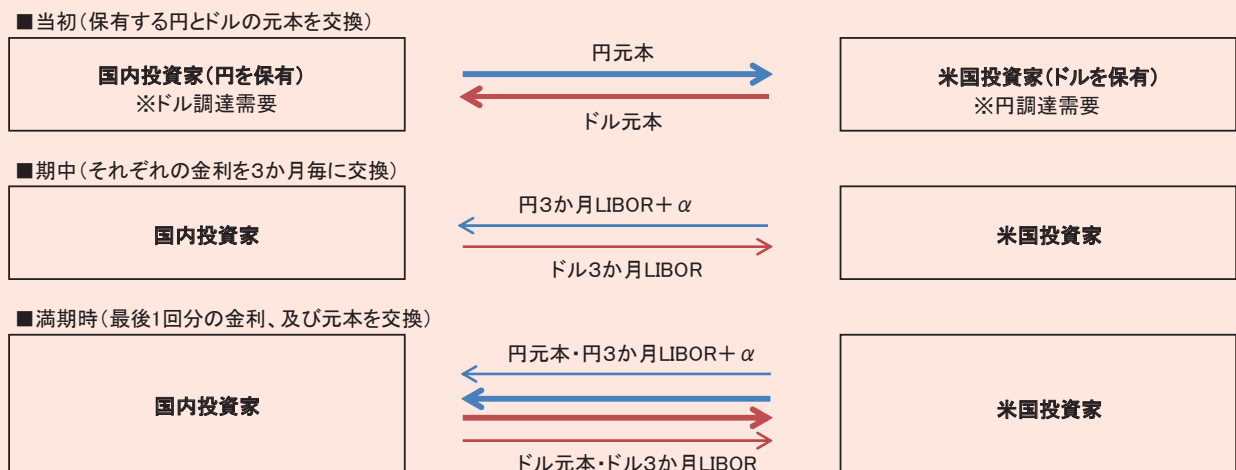 ■当初(保有する円とドルの元本を交換)
国内投資家(円を保有)
※ドル調達需要
円元本
ドル元本
米国投資家(ドルを保有)
※円調達需要
■期中(それぞれの金利を3か月毎に交換)
国内投資家
円3か月LIBOR+α
ドル3か月LIBOR
米国投資家
■満期時(最後1回分の金利、及び元本を交換)
国内投資家
円元本・円3か月LIBOR+α
ドル元本・ドル3か月LIBOR
米国投資家